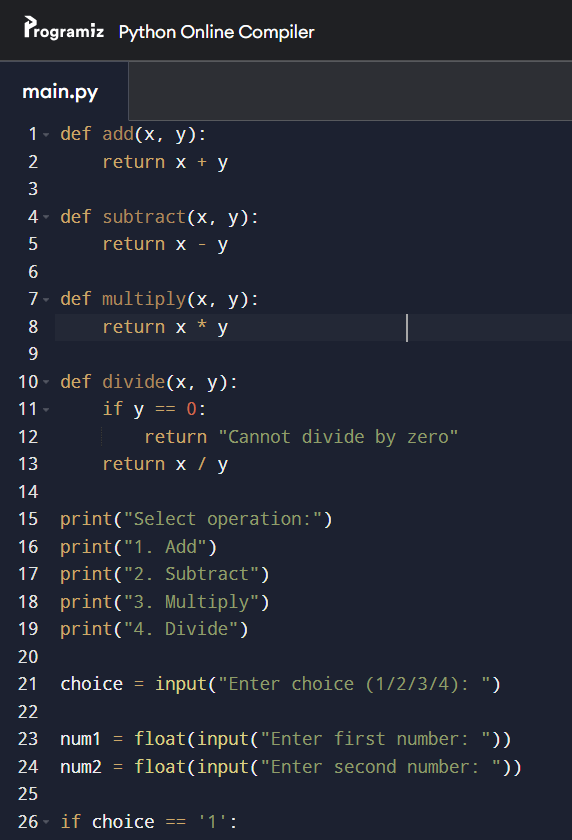 Programiz Python Online Compiler
main.py
1 def add(x, y):
2     return x + y
3
4 def subtract(x, y):
5     return x - y
6
7 def multiply(x, y):
8     return x * y
9
10 def divide(x, y):
11     if y == 0:
12         return "Cannot divide by zero"
13     return x / y
14
15 print("Select operation:")
16 print("1. Add")
17 print("2. Subtract")
18 print("3. Multiply")
19 print("4. Divide")
20
21 choice = input("Enter choice (1/2/3/4): ")
22
23 num1 = float(input("Enter first number: "))
24 num2 = float(input("Enter second number: "))
25
26 if choice == '1':